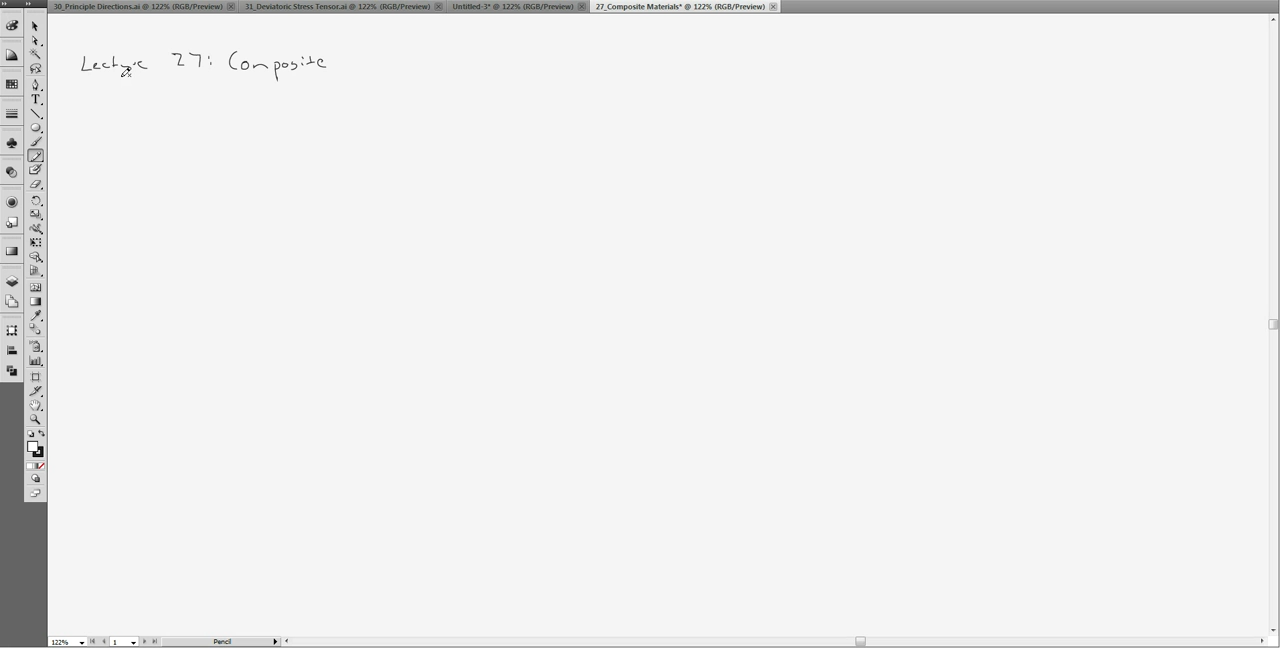 30_Principle Directions.ai @ 122% (RGB/Preview) 31_Deviatoric Stress Tensor.ai @ 122% (RGB/Preview) Untitled-3* @ 122% (RGB/Preview) 27_Composite Materials* @ 122% (RGB/Preview)
Lecture 27: Composite
122% 1 Pencil